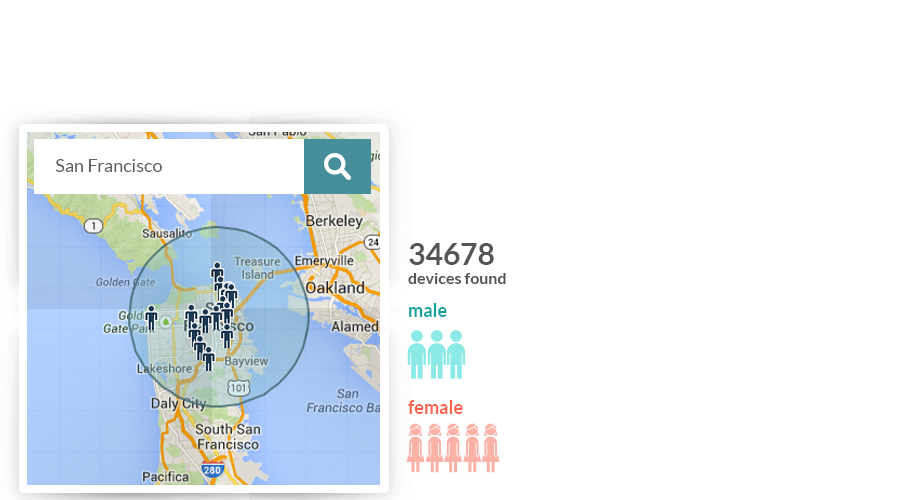 San Pablo
San Francisco
1
Sausalito
Berkeley
24
Treasure
Island
Emeryville
Golden Gate
Oakland
Golden
Gate Park
Alamed
Bayview
Lakeshore
101
Daly City
San
Francisco Ba
South San
Francisco
280
Pacifica
34678
devices found
male
female